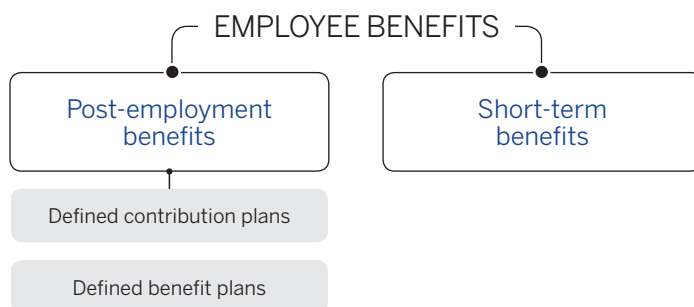 EMPLOYEE BENEFITS
Post-employment
benefits
Short-term
benefits
Defined contribution plans
Defined benefit plans